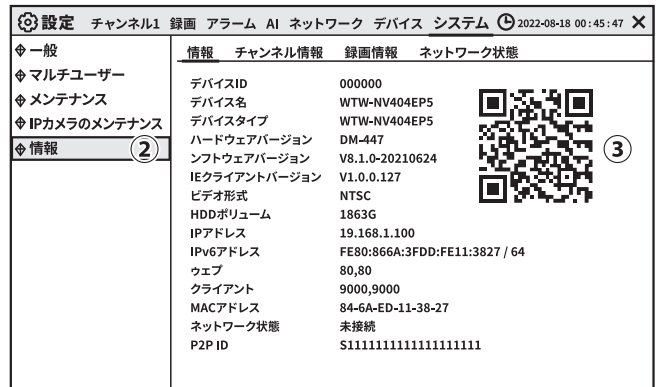 設定 チャンネル1 録画 アラーム AI ネットワーク デバイス システム 2022-08-18 00:45:47 X
一般
マルチユーザー
メンテナンス
IPカメラのメンテナンス
情報 ②
情報 チャンネル情報 録画情報 ネットワーク状態
デバイスID 000000
デバイス名 WTW-NV404EP5
デバイスタイプ WTW-NV404EP5
ハードウェアバージョン DM-447
ンフトウェアバージョン V8.1.0-20210624
③
IEクライアントバージョン V1.0.0.127
ビデオ形式 NTSC
HDDポリューム 1863G
IPアドレス 19.168.1.100
IPv6アドレス FE80:866A:3FDD:FE11:3827 / 64
ウェブ 80,80
クライアント 9000,9000
MACアドレス 84-6A-ED-11-38-27
ネットワーク状態 未接続
P2P ID S1111111111111111111